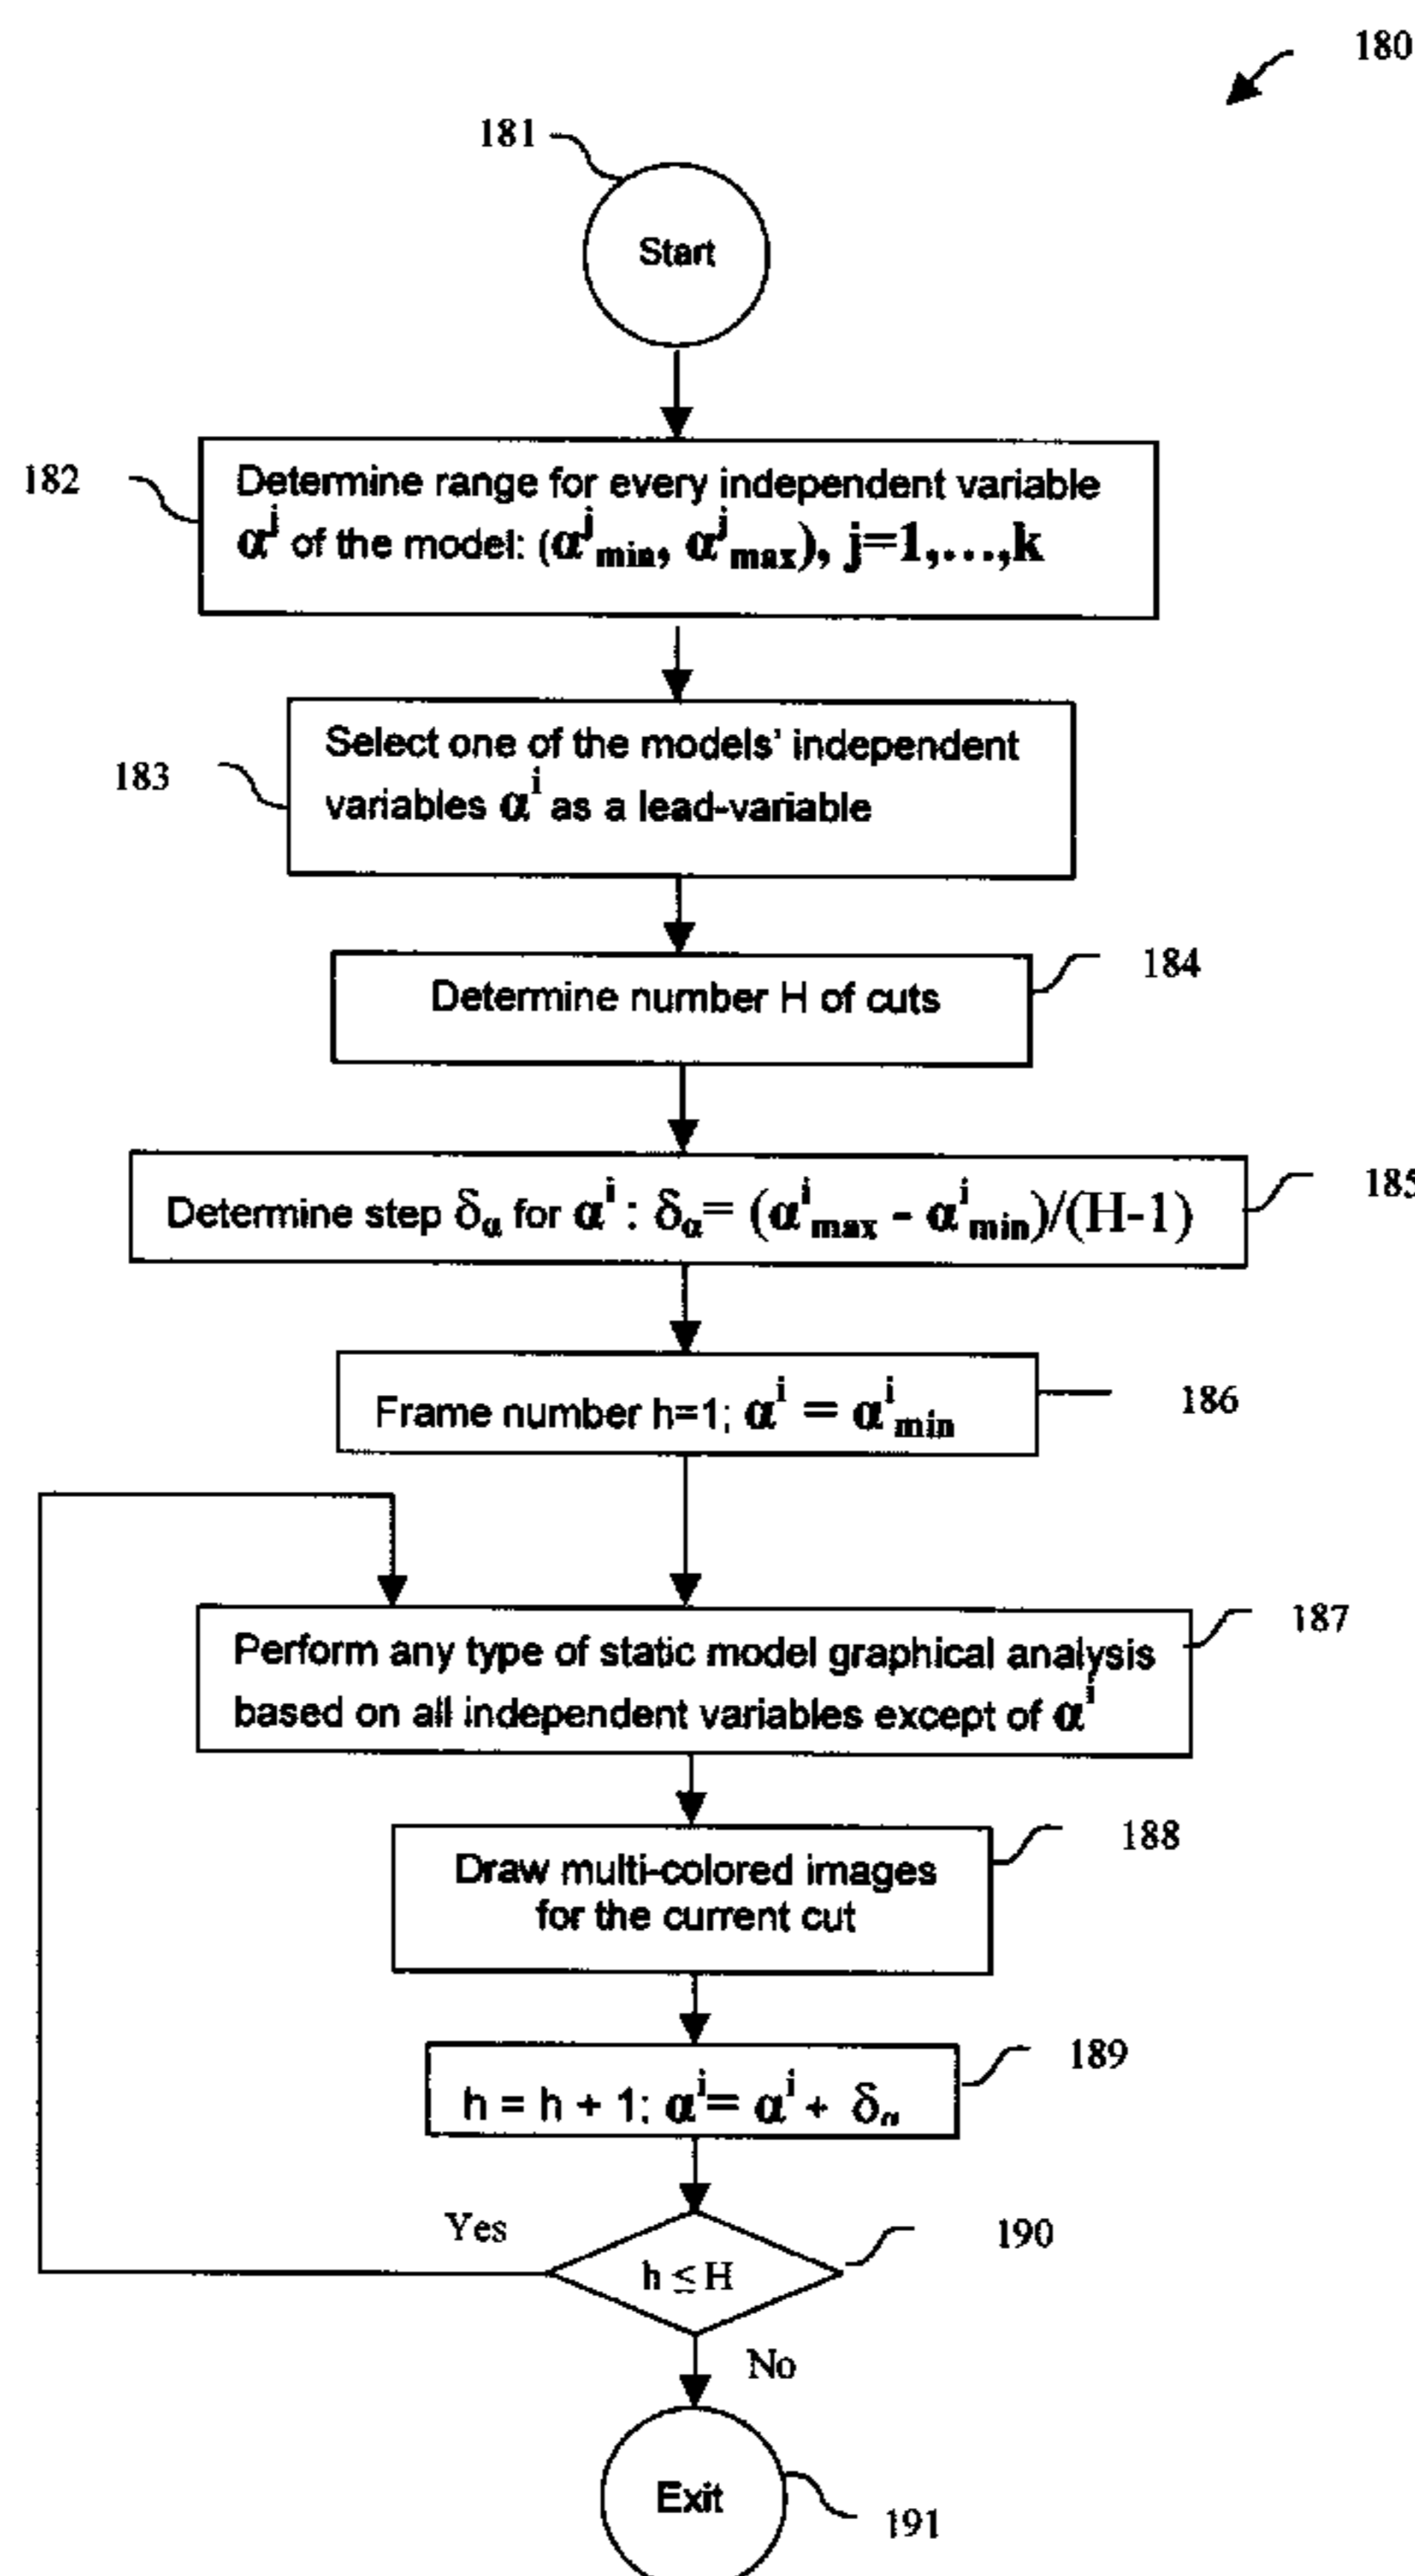 180
181
Start
182
Determine range for every independent variable
α^j of the model: (α^j_min, α^j_max), j=1,...,k
183
Select one of the models' independent
variables α^i as a lead-variable
184
Determine number H of cuts
185
Determine step δ_α for α^i : δ_α= (α^i_max - α^i_min)/(H-1)
186
Frame number h=1; α^i = α^i_min
187
Perform any type of static model graphical analysis
based on all independent variables except of α^i
188
Draw multi-colored images
for the current cut
189
h = h + 1; α^i= α^i + δ_α
Yes
190
h ≤ H
No
Exit
191